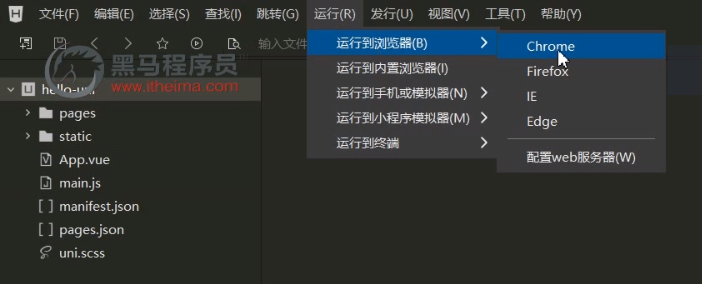 文件(F) 编辑(E) 选择(S) 查找(I) 跳转(G) 运行(R) 发行(U) 视图(V) 工具(T) 帮助(Y)
输入文件
运行到浏览器(B)
运行到内置浏览器(I)
运行到手机或模拟器(N)
运行到小程序模拟器(M)
运行到终端
Chrome
Firefox
IE
Edge
配置web服务器(W)
黑马程序员
www.itheima.com
hello-uni
pages
static
App.vue
main.js
manifest.json
pages.json
uni.scss